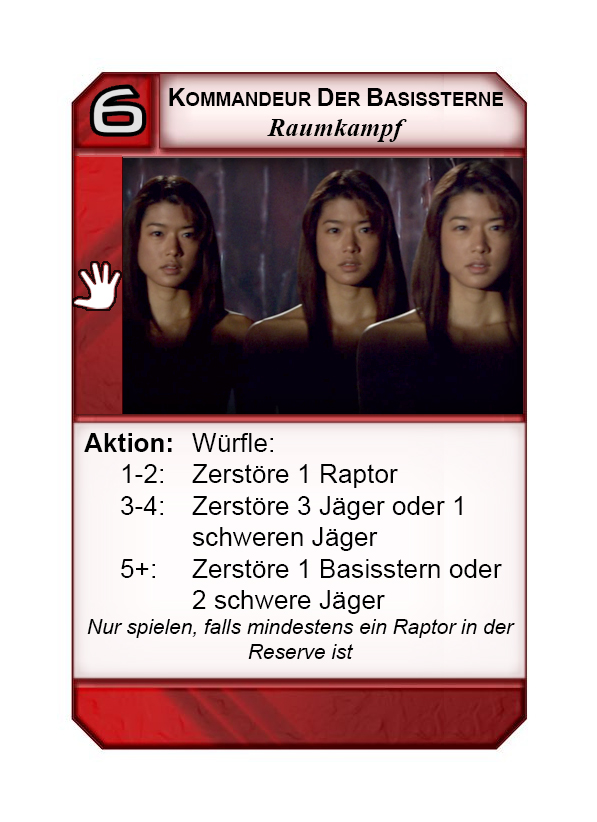 6
KOMMANDEUR DER BASISSTERNE
Raumkampf
Aktion: Würfle:
1-2: Zerstöre 1 Raptor
3-4: Zerstöre 3 Jäger oder 1
schweren Jäger
5+: Zerstöre 1 Basisstern oder
2 schwere Jäger
Nur spielen, falls mindestens ein Raptor in der
Reserve ist